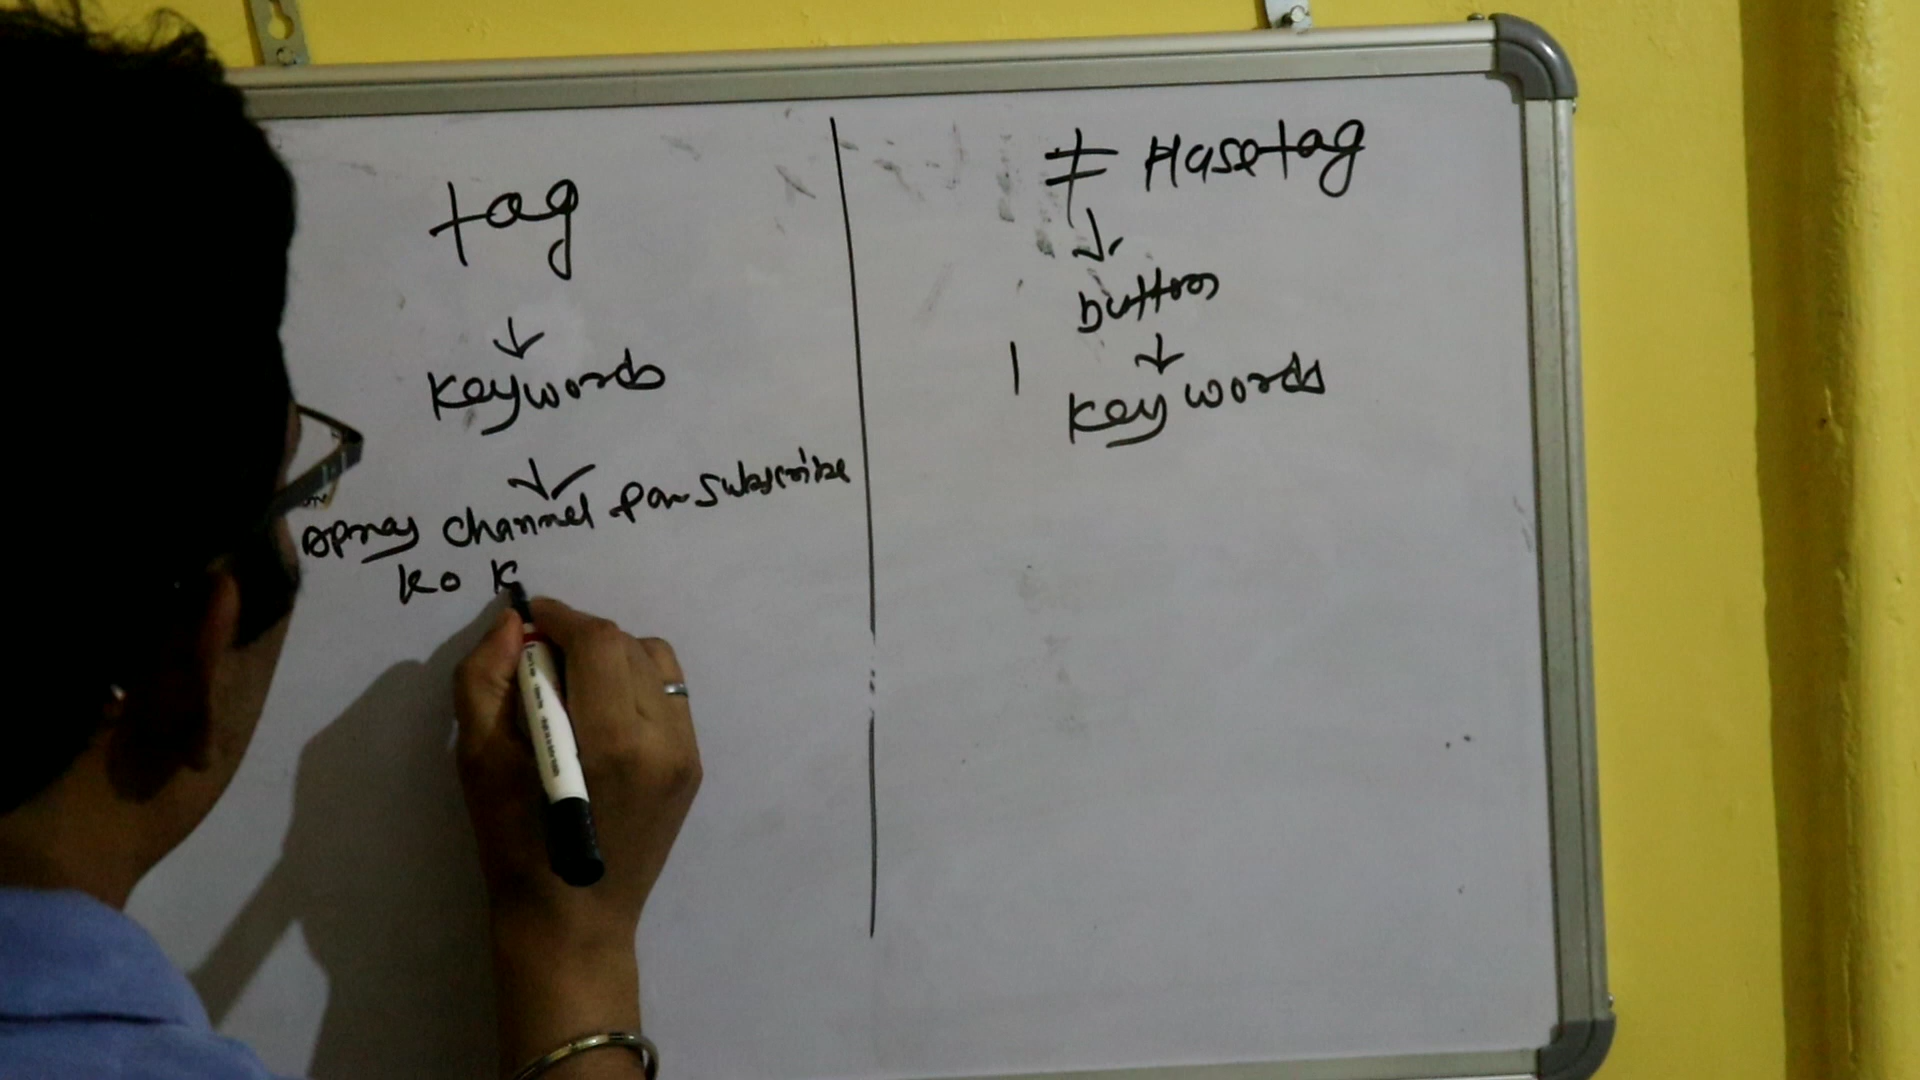 tag
↓
Keywords
↓
apnay channel par subscribe
ko K
≠ Hasetag
↓
button
↓
Key words